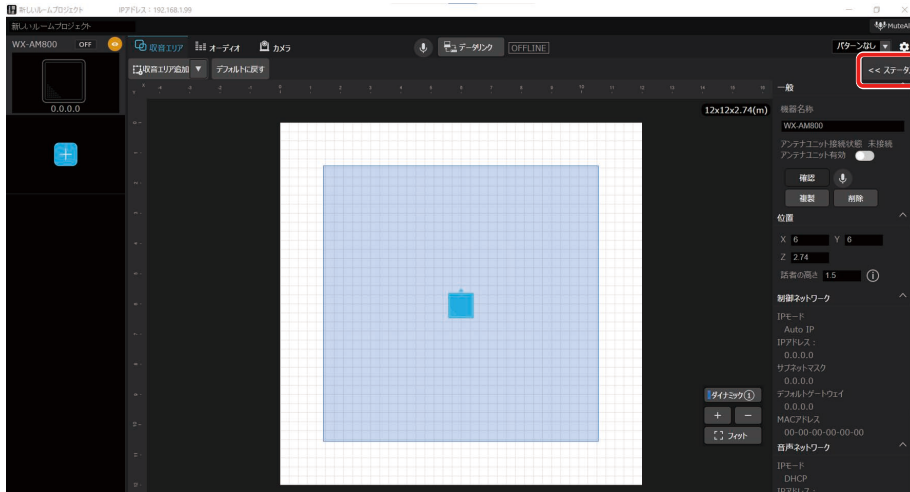 新しいルームプロジェクト IPアドレス：192.168.1.99
新しいルームプロジェクト MuteAl
WX-AM800 OFF 収音エリア オーディオ カメラ データリンク OFFLINE パターンなし
収音エリア追加 デフォルトに戻す << ステータ
0.0.0.0
12x12x2.74(m)
一般
機器名称
WX-AM800
アンテナユニット接続状態 未接続
アンテナユニット有効
確認
複製 削除
位置
X 6 Y 6
Z 2.74
話者の高さ 1.5
制御ネットワーク
IPモード
Auto IP
IPアドレス：
0.0.0.0
サブネットマスク
0.0.0.0
デフォルトゲートウェイ
0.0.0.0
MACアドレス
00-00-00-00-00-00
音声ネットワーク
IPモード
DHCP
IPアドレス：
ダイナミック①
+ −
フィット